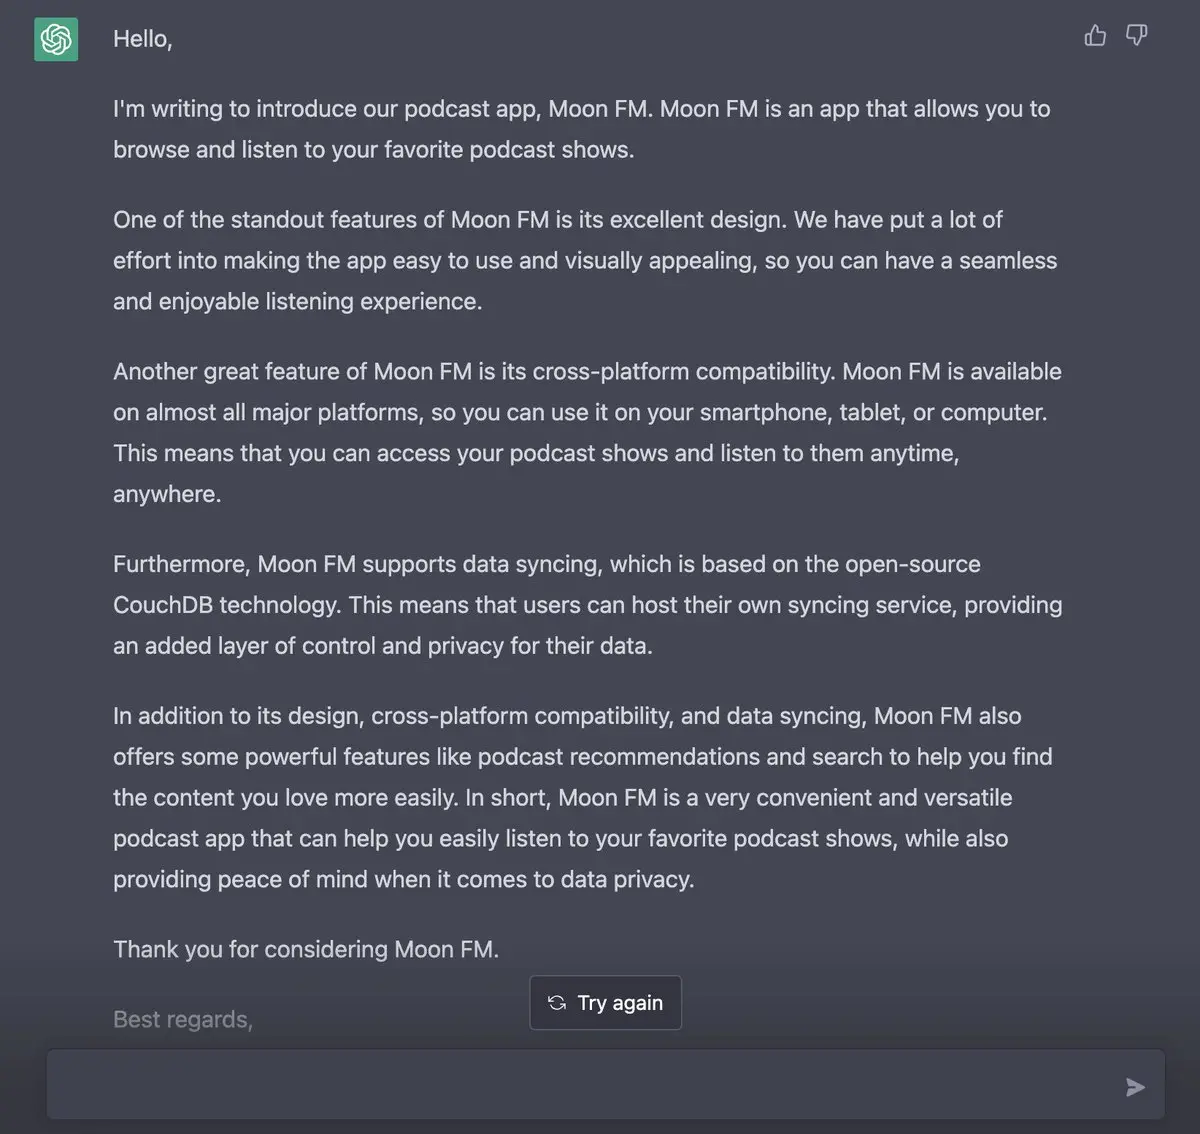 Hello,
I'm writing to introduce our podcast app, Moon FM. Moon FM is an app that allows you to
browse and listen to your favorite podcast shows.
One of the standout features of Moon FM is its excellent design. We have put a lot of
effort into making the app easy to use and visually appealing, so you can have a seamless
and enjoyable listening experience.
Another great feature of Moon FM is its cross-platform compatibility. Moon FM is available
on almost all major platforms, so you can use it on your smartphone, tablet, or computer.
This means that you can access your podcast shows and listen to them anytime,
anywhere.
Furthermore, Moon FM supports data syncing, which is based on the open-source
CouchDB technology. This means that users can host their own syncing service, providing
an added layer of control and privacy for their data.
In addition to its design, cross-platform compatibility, and data syncing, Moon FM also
offers some powerful features like podcast recommendations and search to help you find
the content you love more easily. In short, Moon FM is a very convenient and versatile
podcast app that can help you easily listen to your favorite podcast shows, while also
providing peace of mind when it comes to data privacy.
Thank you for considering Moon FM.
Try again
Best regards,